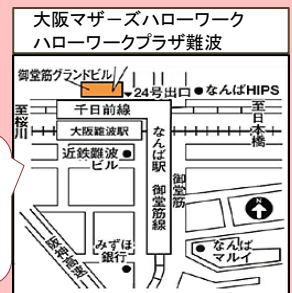 大阪マザーズハローワーク
ハローワークプラザ難波
御堂筋グランドビル
24号出口
なんばHIPS
至桜川
千日前線
至日本橋
大阪難波駅
近鉄難波
ビル
なんば駅 御堂筋線
御堂筋
阪神高速
みずほ
銀行
なんば
マルイ